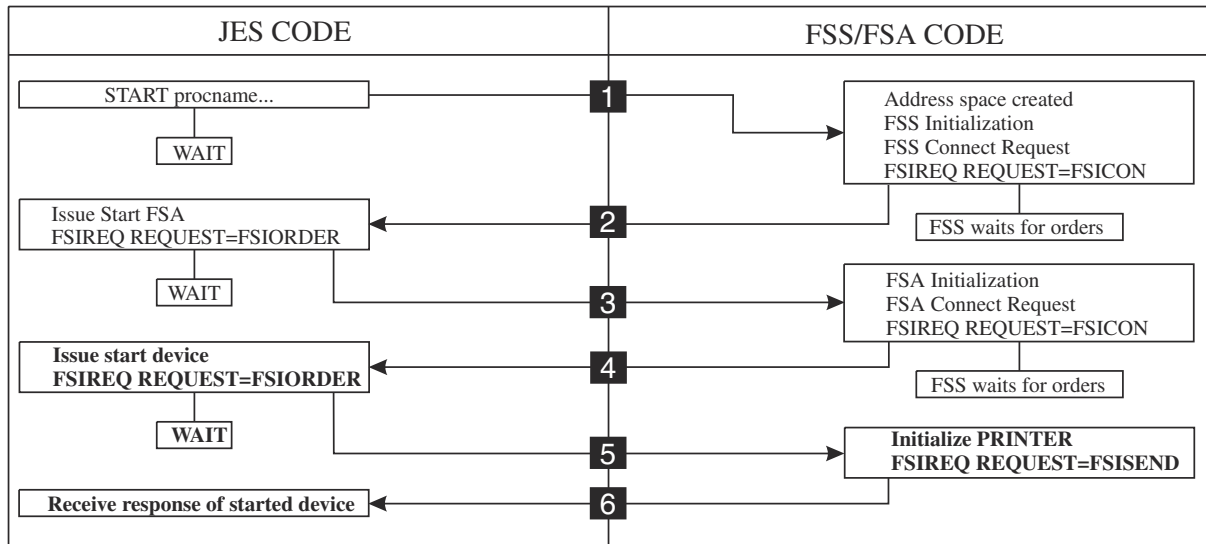 JES CODE
FSS/FSA CODE
START procname...
1
Address space created
FSS Initialization
FSS Connect Request
FSIREQ REQUEST=FSICON
WAIT
Issue Start FSA
FSIREQ REQUEST=FSIORDER
2
FSS waits for orders
WAIT
3
FSA Initialization
FSA Connect Request
FSIREQ REQUEST=FSICON
Issue start device
FSIREQ REQUEST=FSIORDER
4
FSS waits for orders
WAIT
5
Initialize PRINTER
FSIREQ REQUEST=FSISEND
Receive response of started device
6